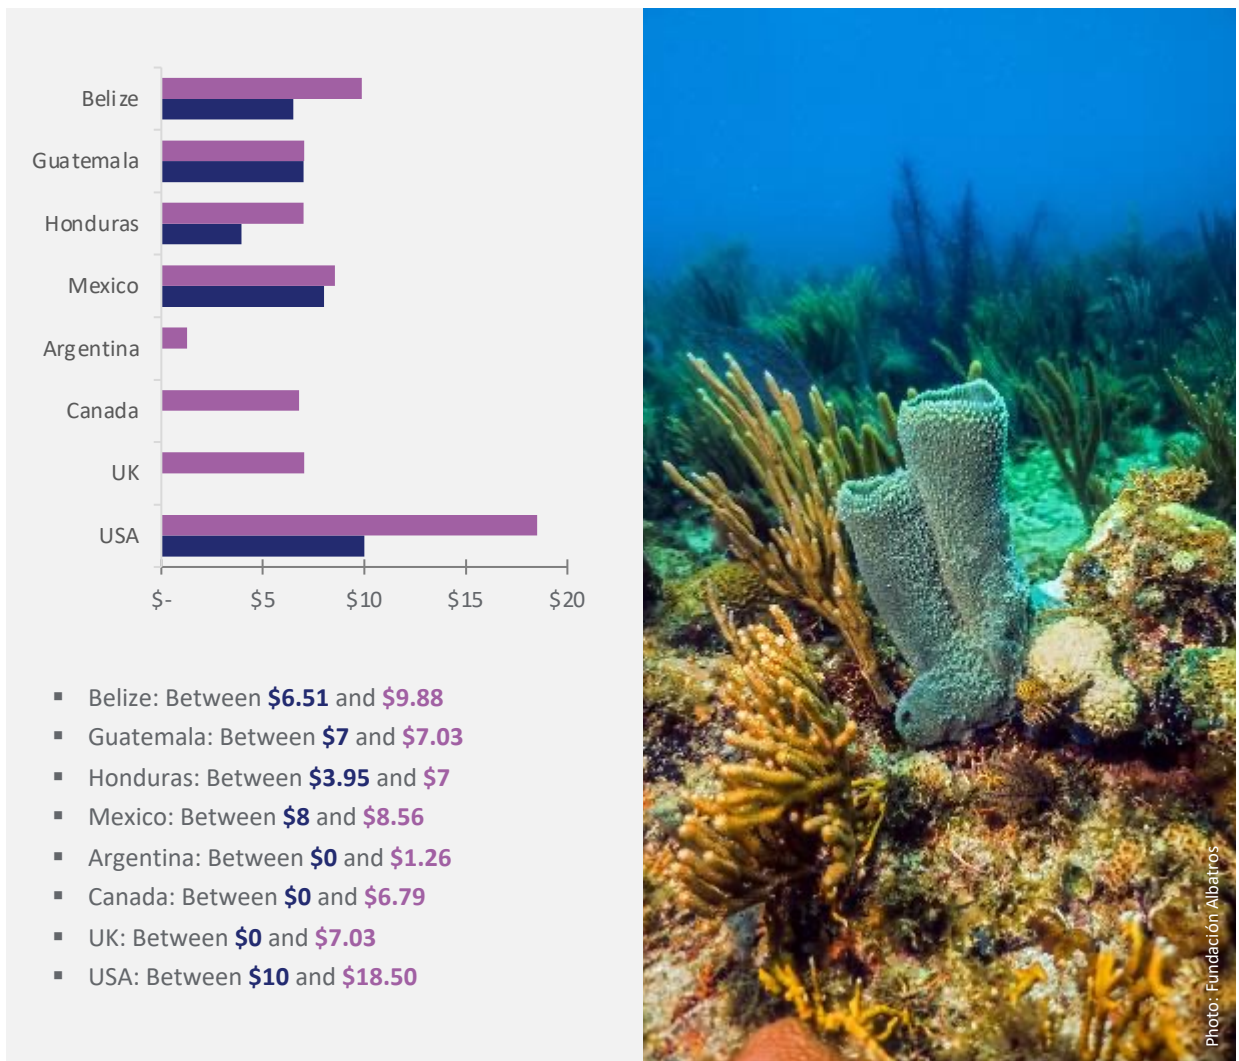 Belize
Guatemala
Honduras
Mexico
Argentina
Canada
UK
USA
$- $5 $10 $15 $20
▪ Belize: Between $6.51 and $9.88
▪ Guatemala: Between $7 and $7.03
▪ Honduras: Between $3.95 and $7
▪ Mexico: Between $8 and $8.56
▪ Argentina: Between $0 and $1.26
▪ Canada: Between $0 and $6.79
▪ UK: Between $0 and $7.03
▪ USA: Between $10 and $18.50
Photo: Fundación Albatros